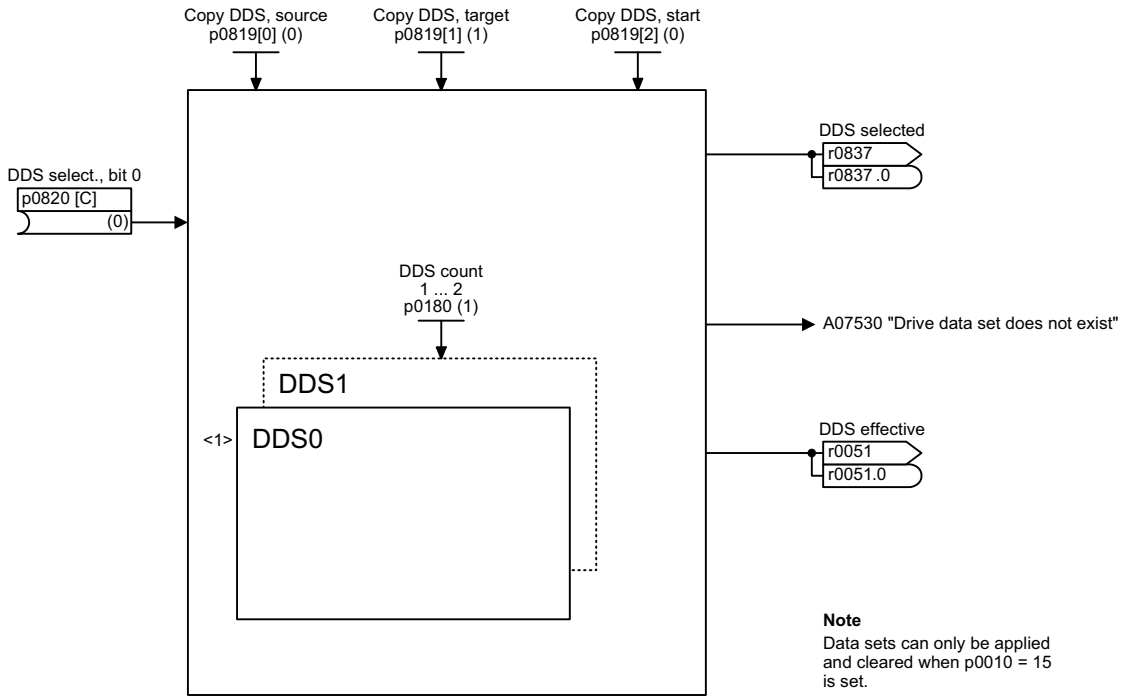 Copy DDS, source
p0819[0] (0)
Copy DDS, target
p0819[1] (1)
Copy DDS, start
p0819[2] (0)
DDS select., bit 0
p0820 [C]
(0)
DDS selected
r0837
r0837 .0
DDS count
1 ... 2
p0180 (1)
A07530 "Drive data set does not exist"
DDS1
<1>
DDS0
DDS effective
r0051
r0051.0
Note
Data sets can only be applied
and cleared when p0010 = 15
is set.